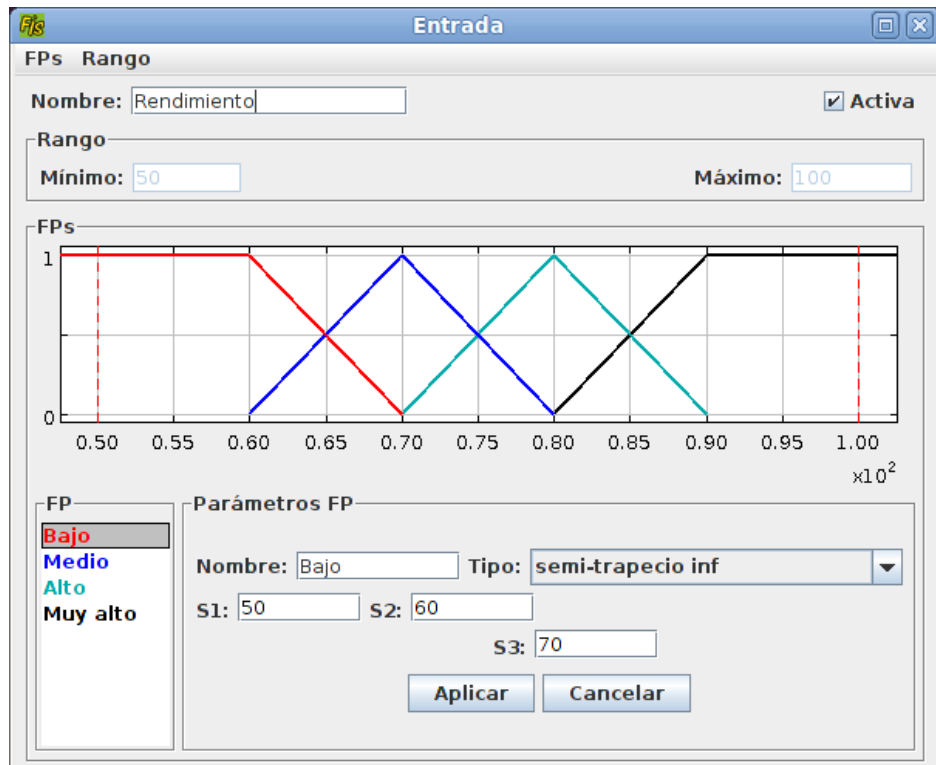 Fis Entrada
FPs Rango
Nombre: Rendimiento Activa
Rango
Mínimo: 50 Máximo: 100
FPs
1
0
0.50 0.55 0.60 0.65 0.70 0.75 0.80 0.85 0.90 0.95 1.00
x10²
FP
Bajo
Medio
Alto
Muy alto
Parámetros FP
Nombre: Bajo Tipo: semi-trapecio inf
S1: 50 S2: 60
S3: 70
Aplicar Cancelar